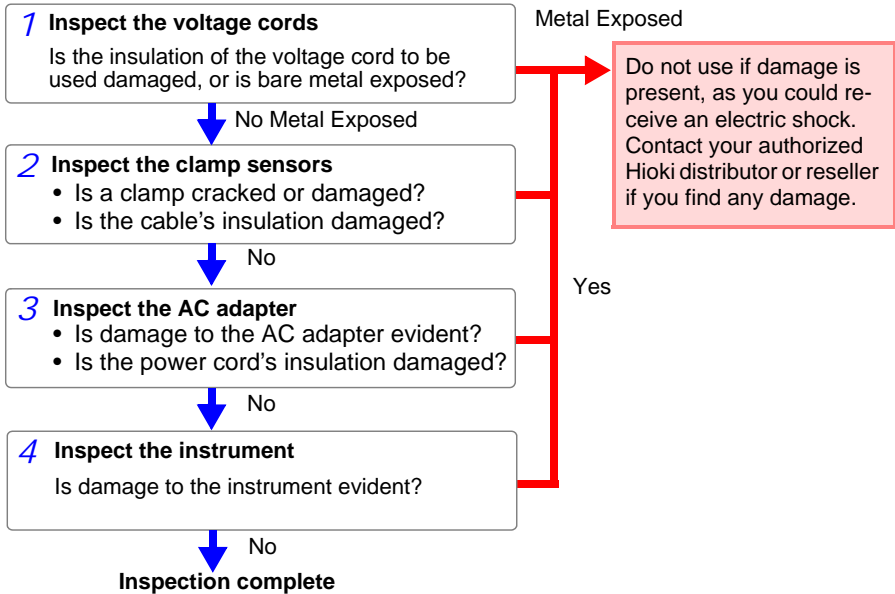 1 Inspect the voltage cords
Is the insulation of the voltage cord to be
used damaged, or is bare metal exposed?
Metal Exposed
Do not use if damage is
present, as you could re-
ceive an electric shock.
Contact your authorized
Hioki distributor or reseller
if you find any damage.
No Metal Exposed
2 Inspect the clamp sensors
• Is a clamp cracked or damaged?
• Is the cable's insulation damaged?
No
Yes
3 Inspect the AC adapter
• Is damage to the AC adapter evident?
• Is the power cord's insulation damaged?
No
4 Inspect the instrument
Is damage to the instrument evident?
No
Inspection complete